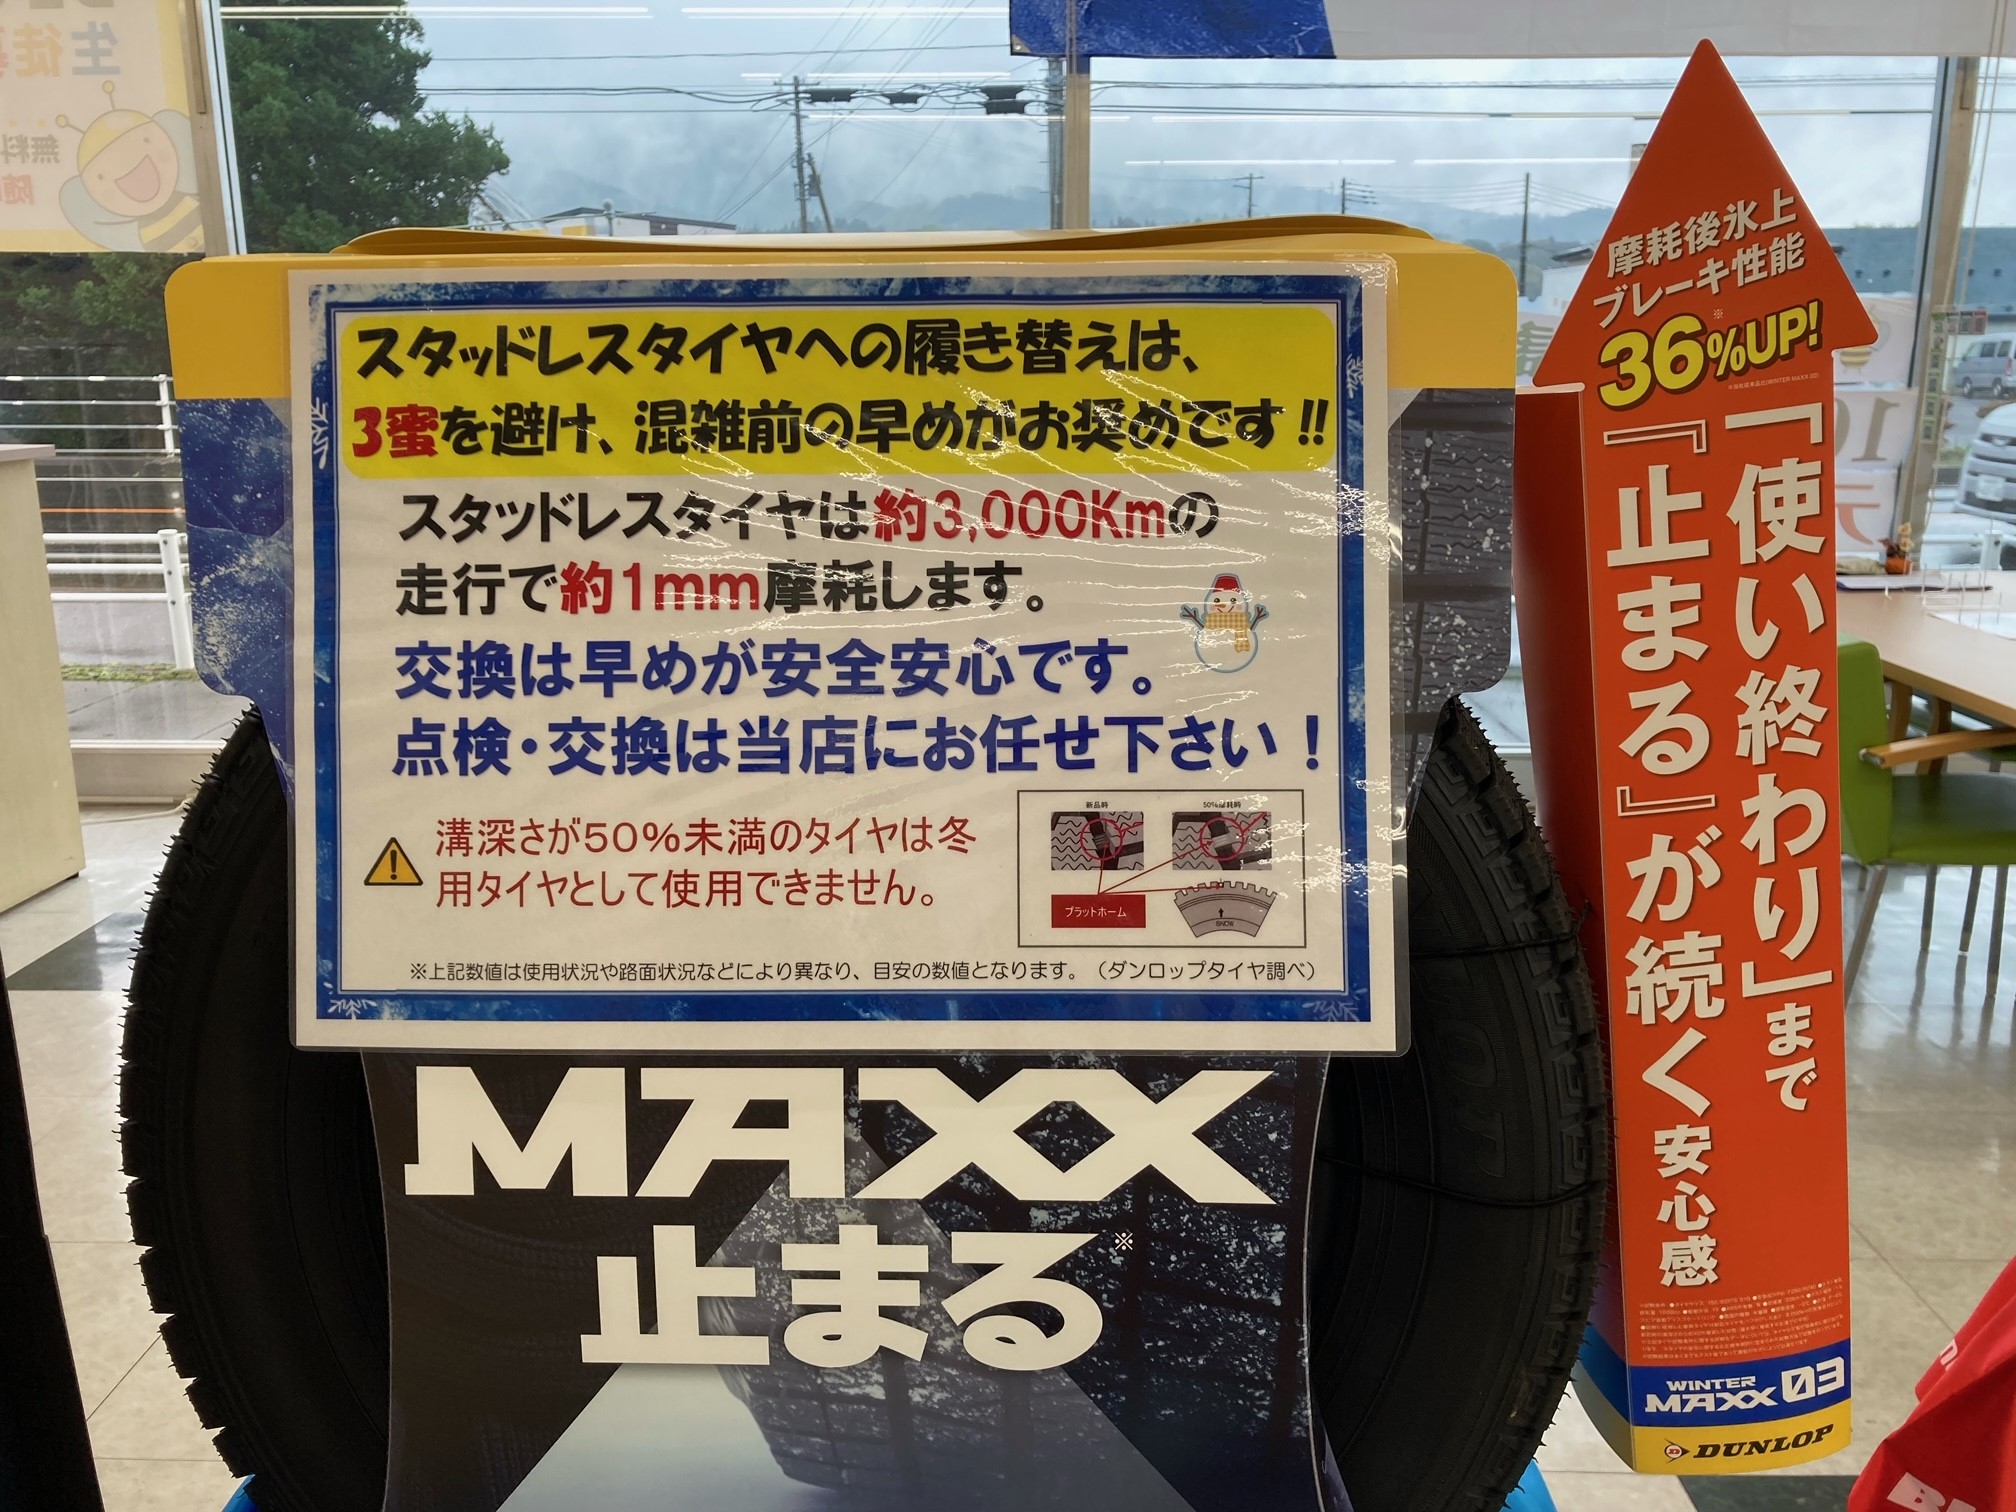 スタッドレスタイヤへの履き替えは、
3蜜を避け、混雑前の早めがお奨めです!!
スタッドレスタイヤは約3,000Kmの
走行で約1mm摩耗します。
交換は早めが安全安心です。
点検・交換は当店にお任せ下さい！
溝深さが50%未満のタイヤは冬
用タイヤとして使用できません。
新品時
50%摩耗時
プラットホーム
SNOW
※上記数値は使用状況や路面状況などにより異なり、目安の数値となります。（ダンロップタイヤ調べ）
MAXX
止まる※
摩耗後氷上
ブレーキ性能
36%UP!※
「使い終わり」まで
『止まる』が続く安心感
WINTER
MAXX 03
DUNLOP
生徒
無料